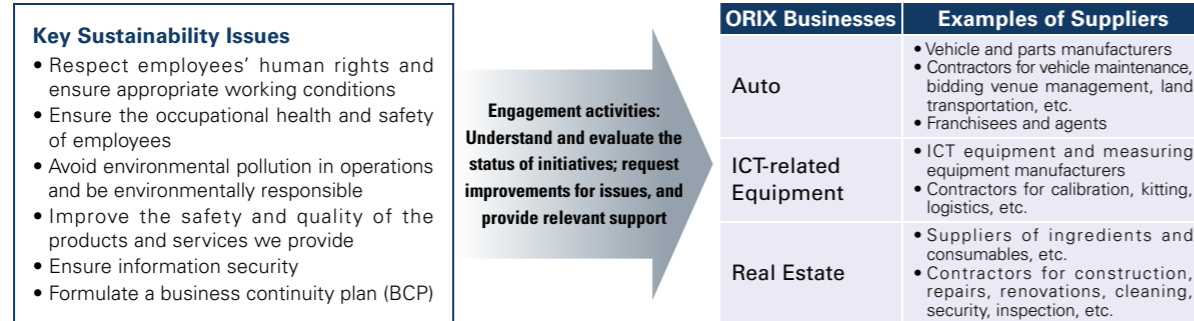 Key Sustainability Issues
• Respect employees' human rights and
ensure appropriate working conditions
• Ensure the occupational health and safety
of employees
• Avoid environmental pollution in operations
and be environmentally responsible
• Improve the safety and quality of the
products and services we provide
• Ensure information security
• Formulate a business continuity plan (BCP)
Engagement activities:
Understand and evaluate the
status of initiatives; request
improvements for issues, and
provide relevant support
ORIX Businesses
Examples of Suppliers
Auto
• Vehicle and parts manufacturers
• Contractors for vehicle maintenance,
bidding venue management, land
transportation, etc.
• Franchisees and agents
ICT-related
Equipment
• ICT equipment and measuring
equipment manufacturers
• Contractors for calibration, kitting,
logistics, etc.
Real Estate
• Suppliers of ingredients and
consumables, etc.
• Contractors for construction,
repairs, renovations, cleaning,
security, inspection, etc.